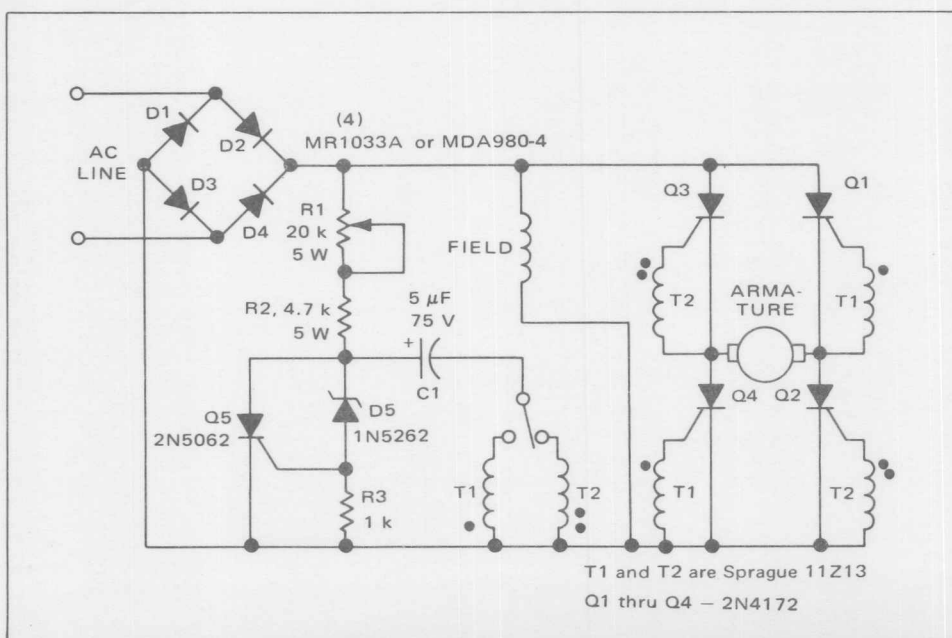 D1
AC
LINE
D2
D3
D4
(4)
MR1033A or MDA980-4
R1
20 k
5 W
R2, 4.7 k
5 W
5 μF
75 V
+
C1
Q5
2N5062
D5
1N5262
R3
1 k
T1
T2
FIELD
Q3
Q1
T2
ARMA-
TURE
T1
Q4
Q2
T1
T2
T1 and T2 are Sprague 11Z13
Q1 thru Q4 – 2N4172